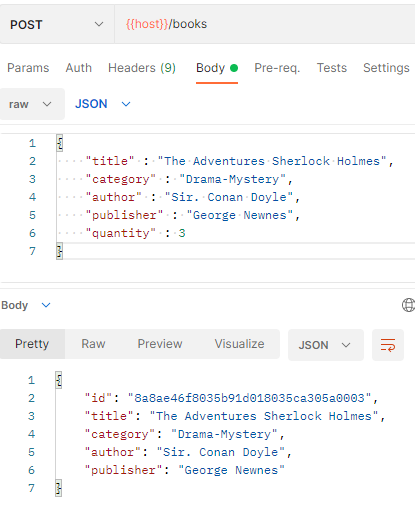 POST {{host}}/books
Params Auth Headers (9) Body Pre-req. Tests Settings
raw JSON
1 {
2 "title" : "The Adventures Sherlock Holmes",
3 "category" : "Drama-Mystery",
4 "author" : "Sir. Conan Doyle",
5 "publisher" : "George Newnes",
6 "quantity" : 3
7 }
Body
Pretty Raw Preview Visualize JSON
1 {
2 "id": "8a8ae46f8035b91d018035ca305a0003",
3 "title": "The Adventures Sherlock Holmes",
4 "category": "Drama-Mystery",
5 "author": "Sir. Conan Doyle",
6 "publisher": "George Newnes"
7 }